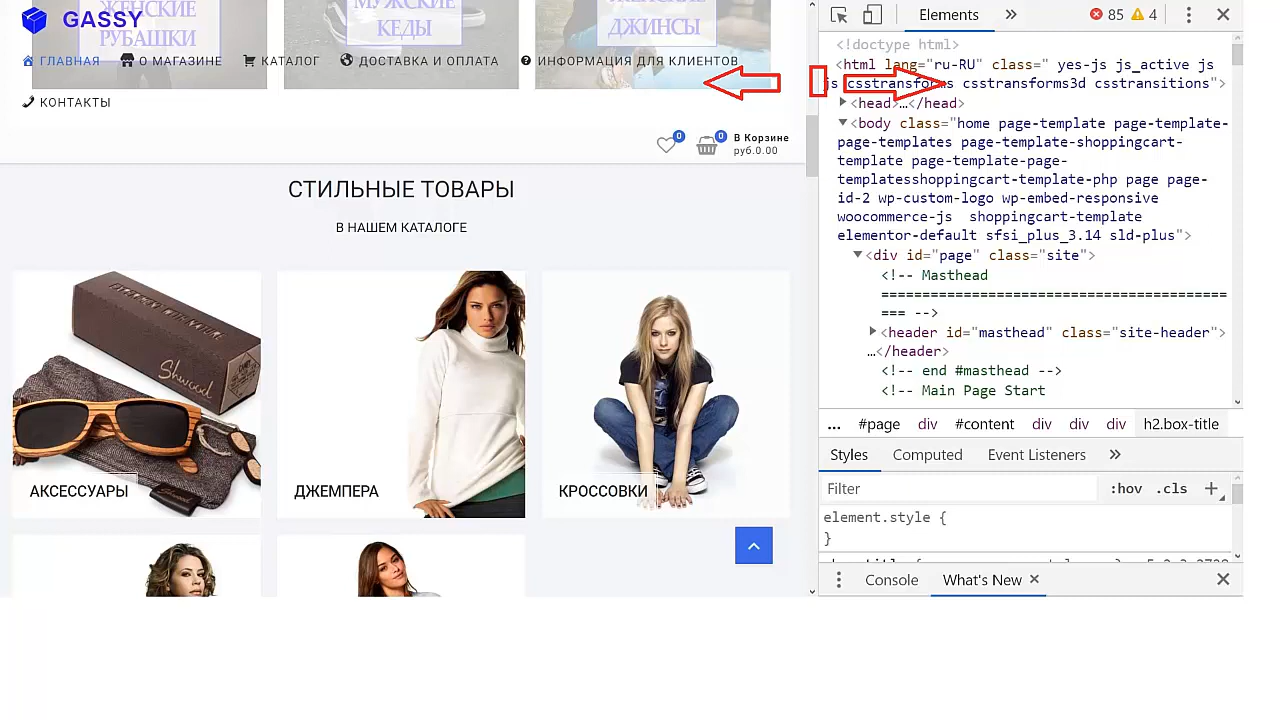 GASSY
ЖЕНСКИЕ
РУБАШКИ
МУЖСКИЕ
КЕДЫ
ДЖИНСЫ
ГЛАВНАЯ
О МАГАЗИНЕ
КАТАЛОГ
ДОСТАВКА И ОПЛАТА
ИНФОРМАЦИЯ ДЛЯ КЛИЕНТОВ
КОНТАКТЫ
0
0
В Корзине
руб.0.00
СТИЛЬНЫЕ ТОВАРЫ
В НАШЕМ КАТАЛОГЕ
Shwood
АКСЕССУАРЫ
ДЖЕМПЕРА
КРОССОВКИ
Elements
85
4
<!doctype html>
<html lang="ru-RU" class=" yes-js js_active js
js csstransforms csstransforms3d csstransitions">
<head>…</head>
<body class="home page-template page-template-
page-templates page-template-shoppingcart-
template page-template-page-
templatesshoppingcart-template-php page page-
id-2 wp-custom-logo wp-embed-responsive
woocommerce-js  shoppingcart-template
elementor-default sfsi_plus_3.14 sld-plus">
<div id="page" class="site">
<!-- Masthead
==========================================
=== -->
<header id="masthead" class="site-header">
…</header>
<!-- end #masthead -->
<!-- Main Page Start
... #page div #content div div div h2.box-title
Styles Computed Event Listeners
Filter :hov .cls +
element.style {
}
Console What's New